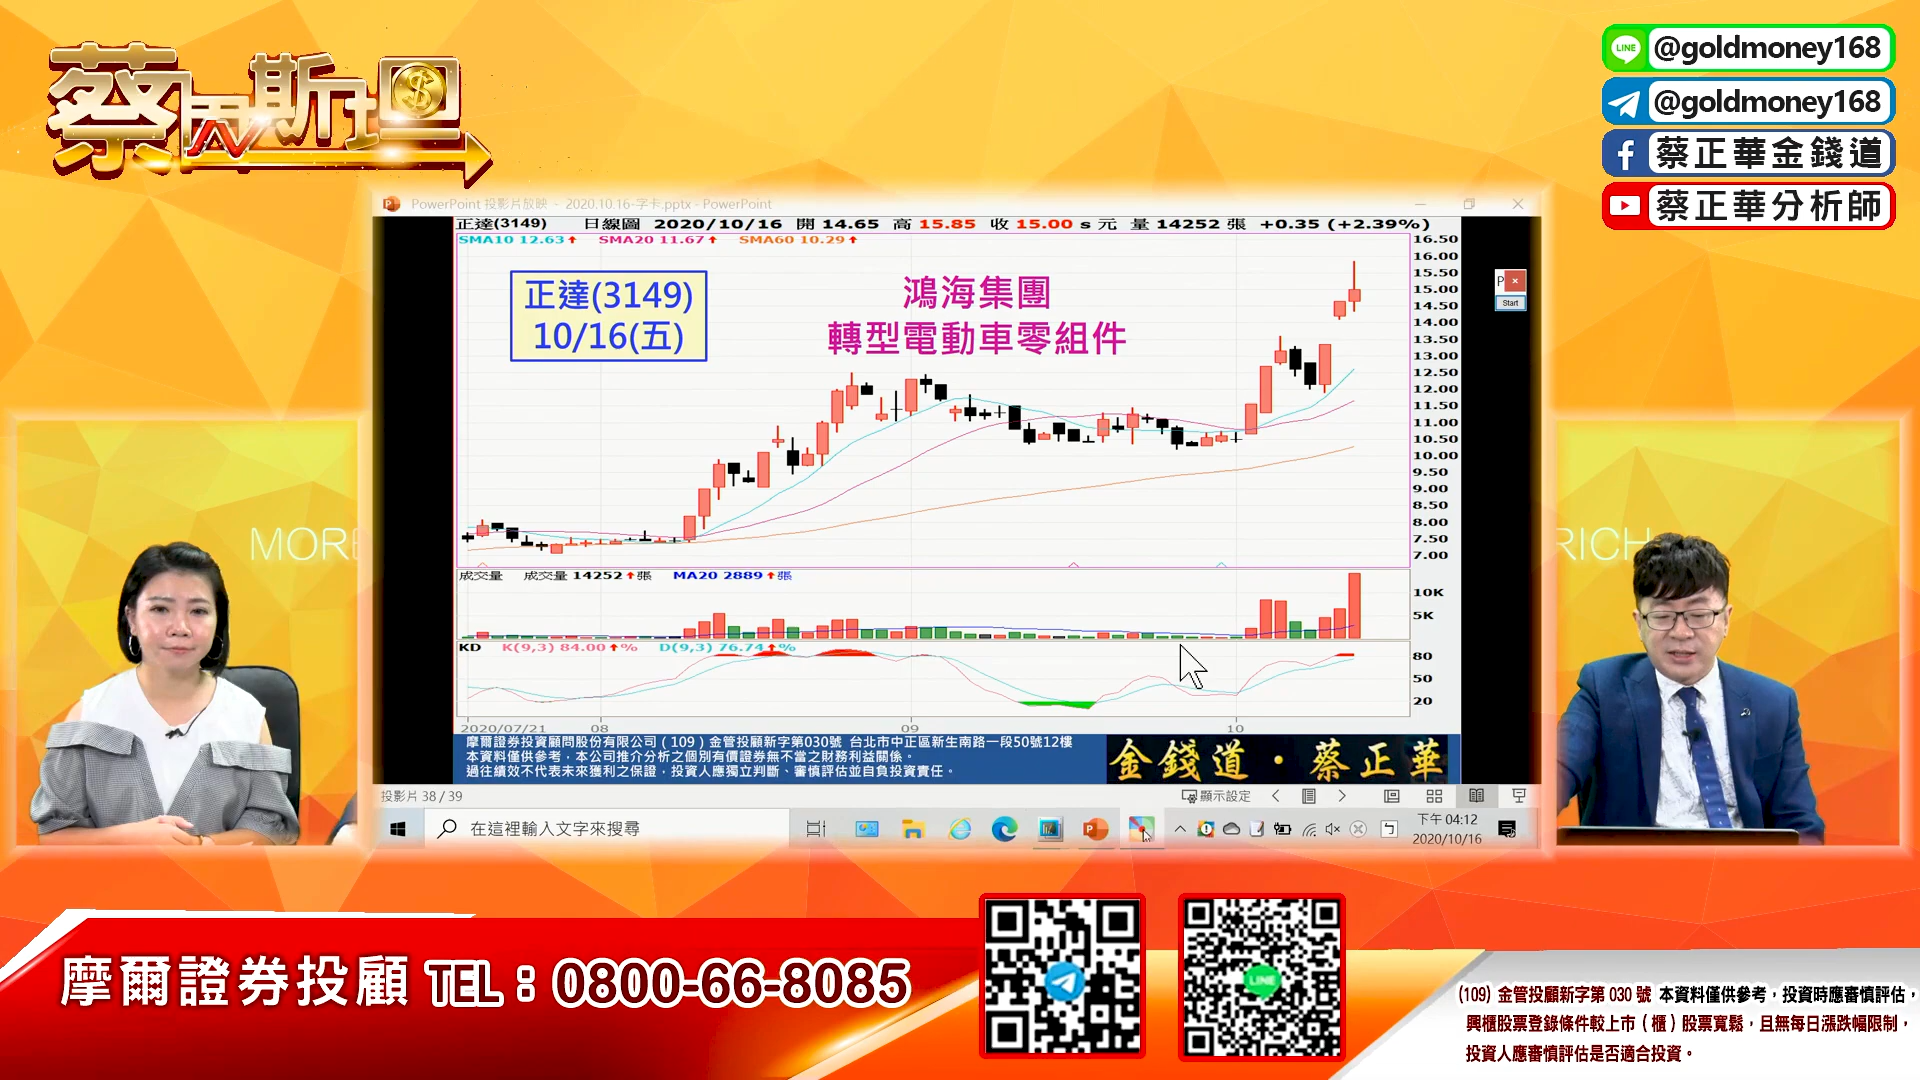 蔡因斯坦
LINE @goldmoney168
@goldmoney168
f 蔡正華金錢道
蔡正華分析師
PowerPoint 投影片放映 - 2020.10.16-字卡.pptx - PowerPoint
正達(3149) 日線圖 2020/10/16 開 14.65 高 15.85 收 15.00 s 元 量 14252 張 +0.35 (+2.39%)
SMA10 12.63↑ SMA20 11.67↑ SMA60 10.29↑
正達(3149)
10/16(五)
鴻海集團
轉型電動車零組件
16.50
16.00
15.50
15.00
14.50
14.00
13.50
13.00
12.50
12.00
11.50
11.00
10.50
10.00
9.50
9.00
8.50
8.00
7.50
7.00
P
Start
成交量 成交量 14252↑張 MA20 2889↑張
10K
5K
KD K(9,3) 84.00↑% D(9,3) 76.74↑%
80
50
20
2020/07/21 08 09 10
摩爾證券投資顧問股份有限公司（109）金管投顧新字第030號 台北市中正區新生南路一段50號12樓
本資料僅供參考，本公司推介分析之個別有價證券無不當之財務利益關係。
過往績效不代表未來獲利之保證，投資人應獨立判斷、審慎評估並自負投資責任。
金錢道・蔡正華
投影片 38 / 39
顯示設定
在這裡輸入文字來搜尋
下午 04:12
2020/10/16
MORE
RICH
摩爾證券投顧 TEL：0800-66-8085
LINE
(109) 金管投顧新字第 030 號 本資料僅供參考，投資時應審慎評估，
興櫃股票登錄條件較上市（櫃）股票寬鬆，且無每日漲跌幅限制，
投資人應審慎評估是否適合投資。